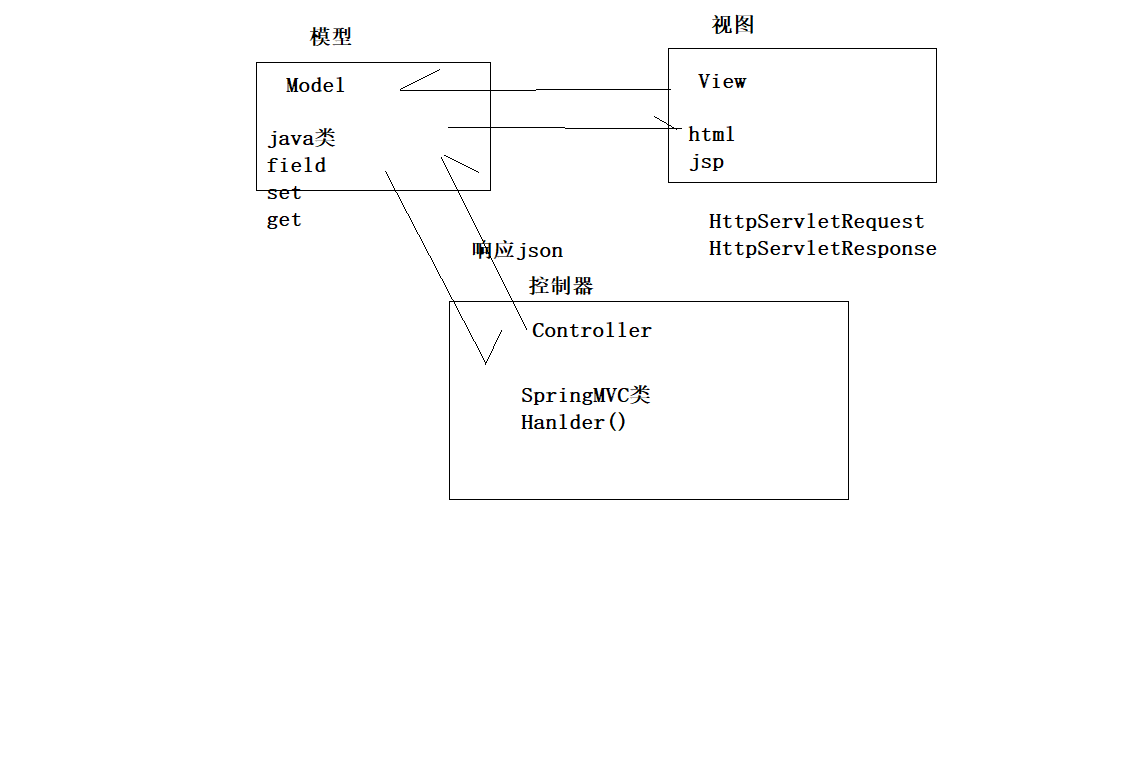 模型
Model
java类
field
set
get
视图
View
html
jsp
HttpServletRequest
HttpServletResponse
响应json
控制器
Controller
SpringMVC类
Hanlder()